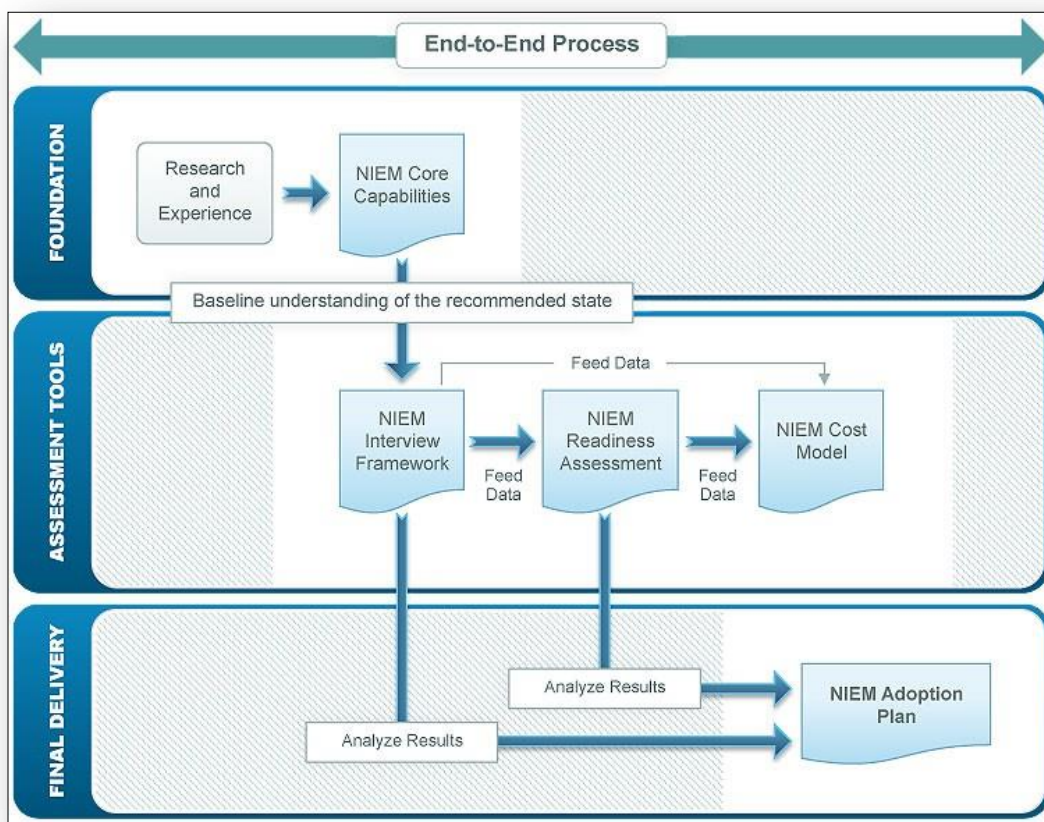 End-to-End Process
FOUNDATION
Research
and
Experience
NIEM Core
Capabilities
Baseline understanding of the recommended state
ASSESSMENT TOOLS
Feed Data
NIEM
Interview
Framework
Feed
Data
NIEM
Readiness
Assessment
Feed
Data
NIEM Cost
Model
FINAL DELIVERY
Analyze Results
Analyze Results
NIEM Adoption
Plan